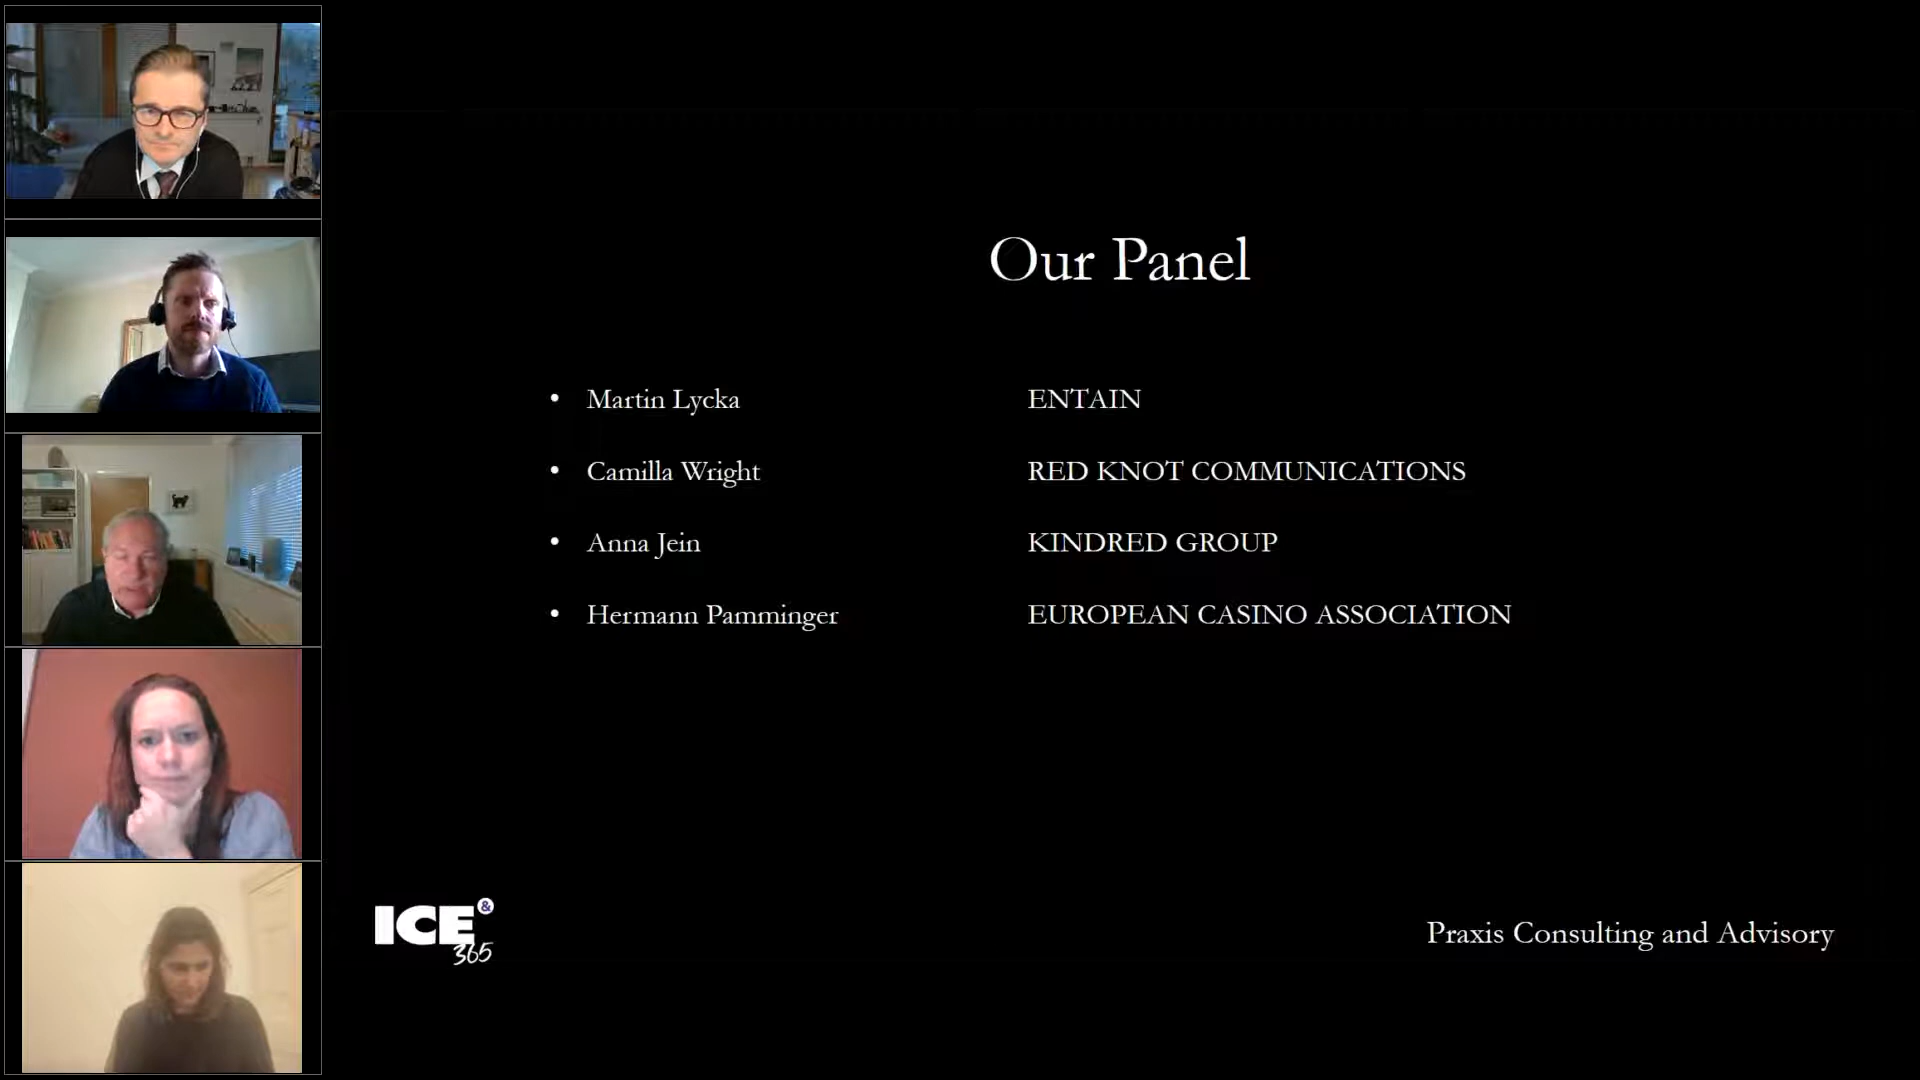 Our Panel
• Martin Lycka ENTAIN
• Camilla Wright RED KNOT COMMUNICATIONS
• Anna Jein KINDRED GROUP
• Hermann Pamminger EUROPEAN CASINO ASSOCIATION
ICE &
365
Praxis Consulting and Advisory